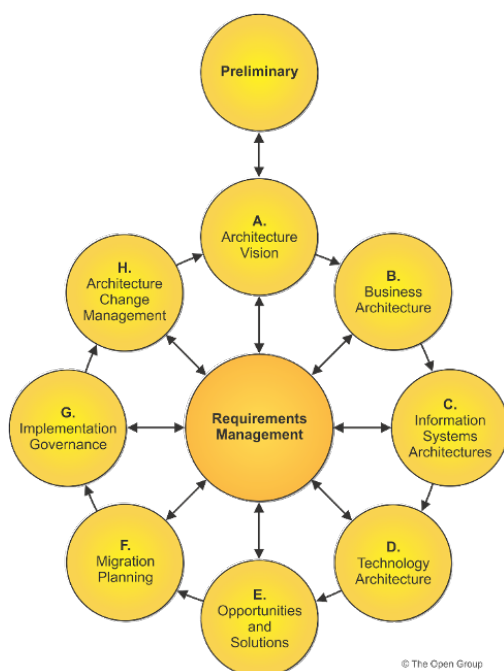 Preliminary
A.
Architecture
Vision
H.
Architecture
Change
Management
B.
Business
Architecture
G.
Implementation
Governance
Requirements
Management
C.
Information
Systems
Architectures
F.
Migration
Planning
D.
Technology
Architecture
E.
Opportunities
and
Solutions
© The Open Group